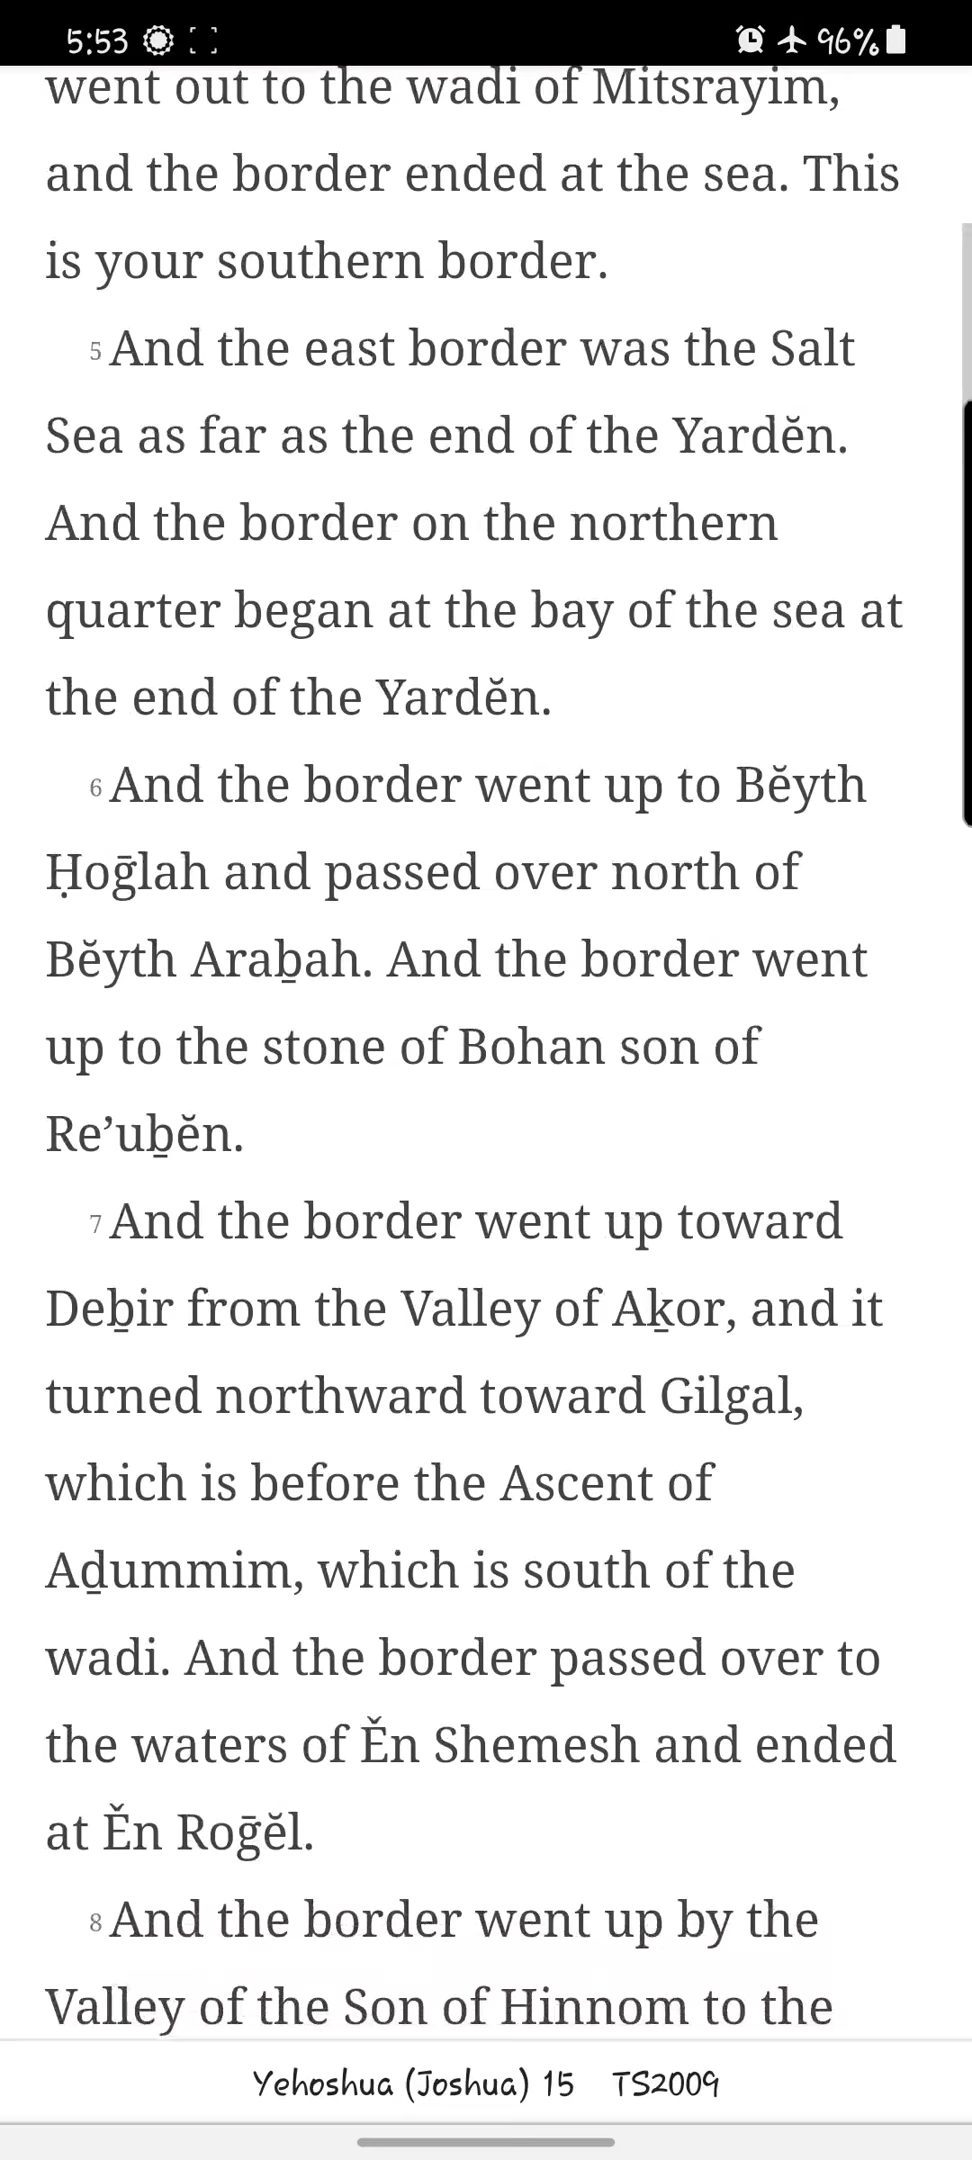 5:53 96%
went out to the wadi of Mitsrayim,
and the border ended at the sea. This
is your southern border.
5 And the east border was the Salt
Sea as far as the end of the Yardĕn.
And the border on the northern
quarter began at the bay of the sea at
the end of the Yardĕn.
6 And the border went up to Bĕyth
Ḥoḡlah and passed over north of
Bĕyth Araḇah. And the border went
up to the stone of Bohan son of
Re’uḇĕn.
7 And the border went up toward
Deḇir from the Valley of Aḵor, and it
turned northward toward Gilgal,
which is before the Ascent of
Aḏummim, which is south of the
wadi. And the border passed over to
the waters of Ěn Shemesh and ended
at Ěn Roḡĕl.
8 And the border went up by the
Valley of the Son of Hinnom to the
Yehoshua (Joshua) 15 TS2009